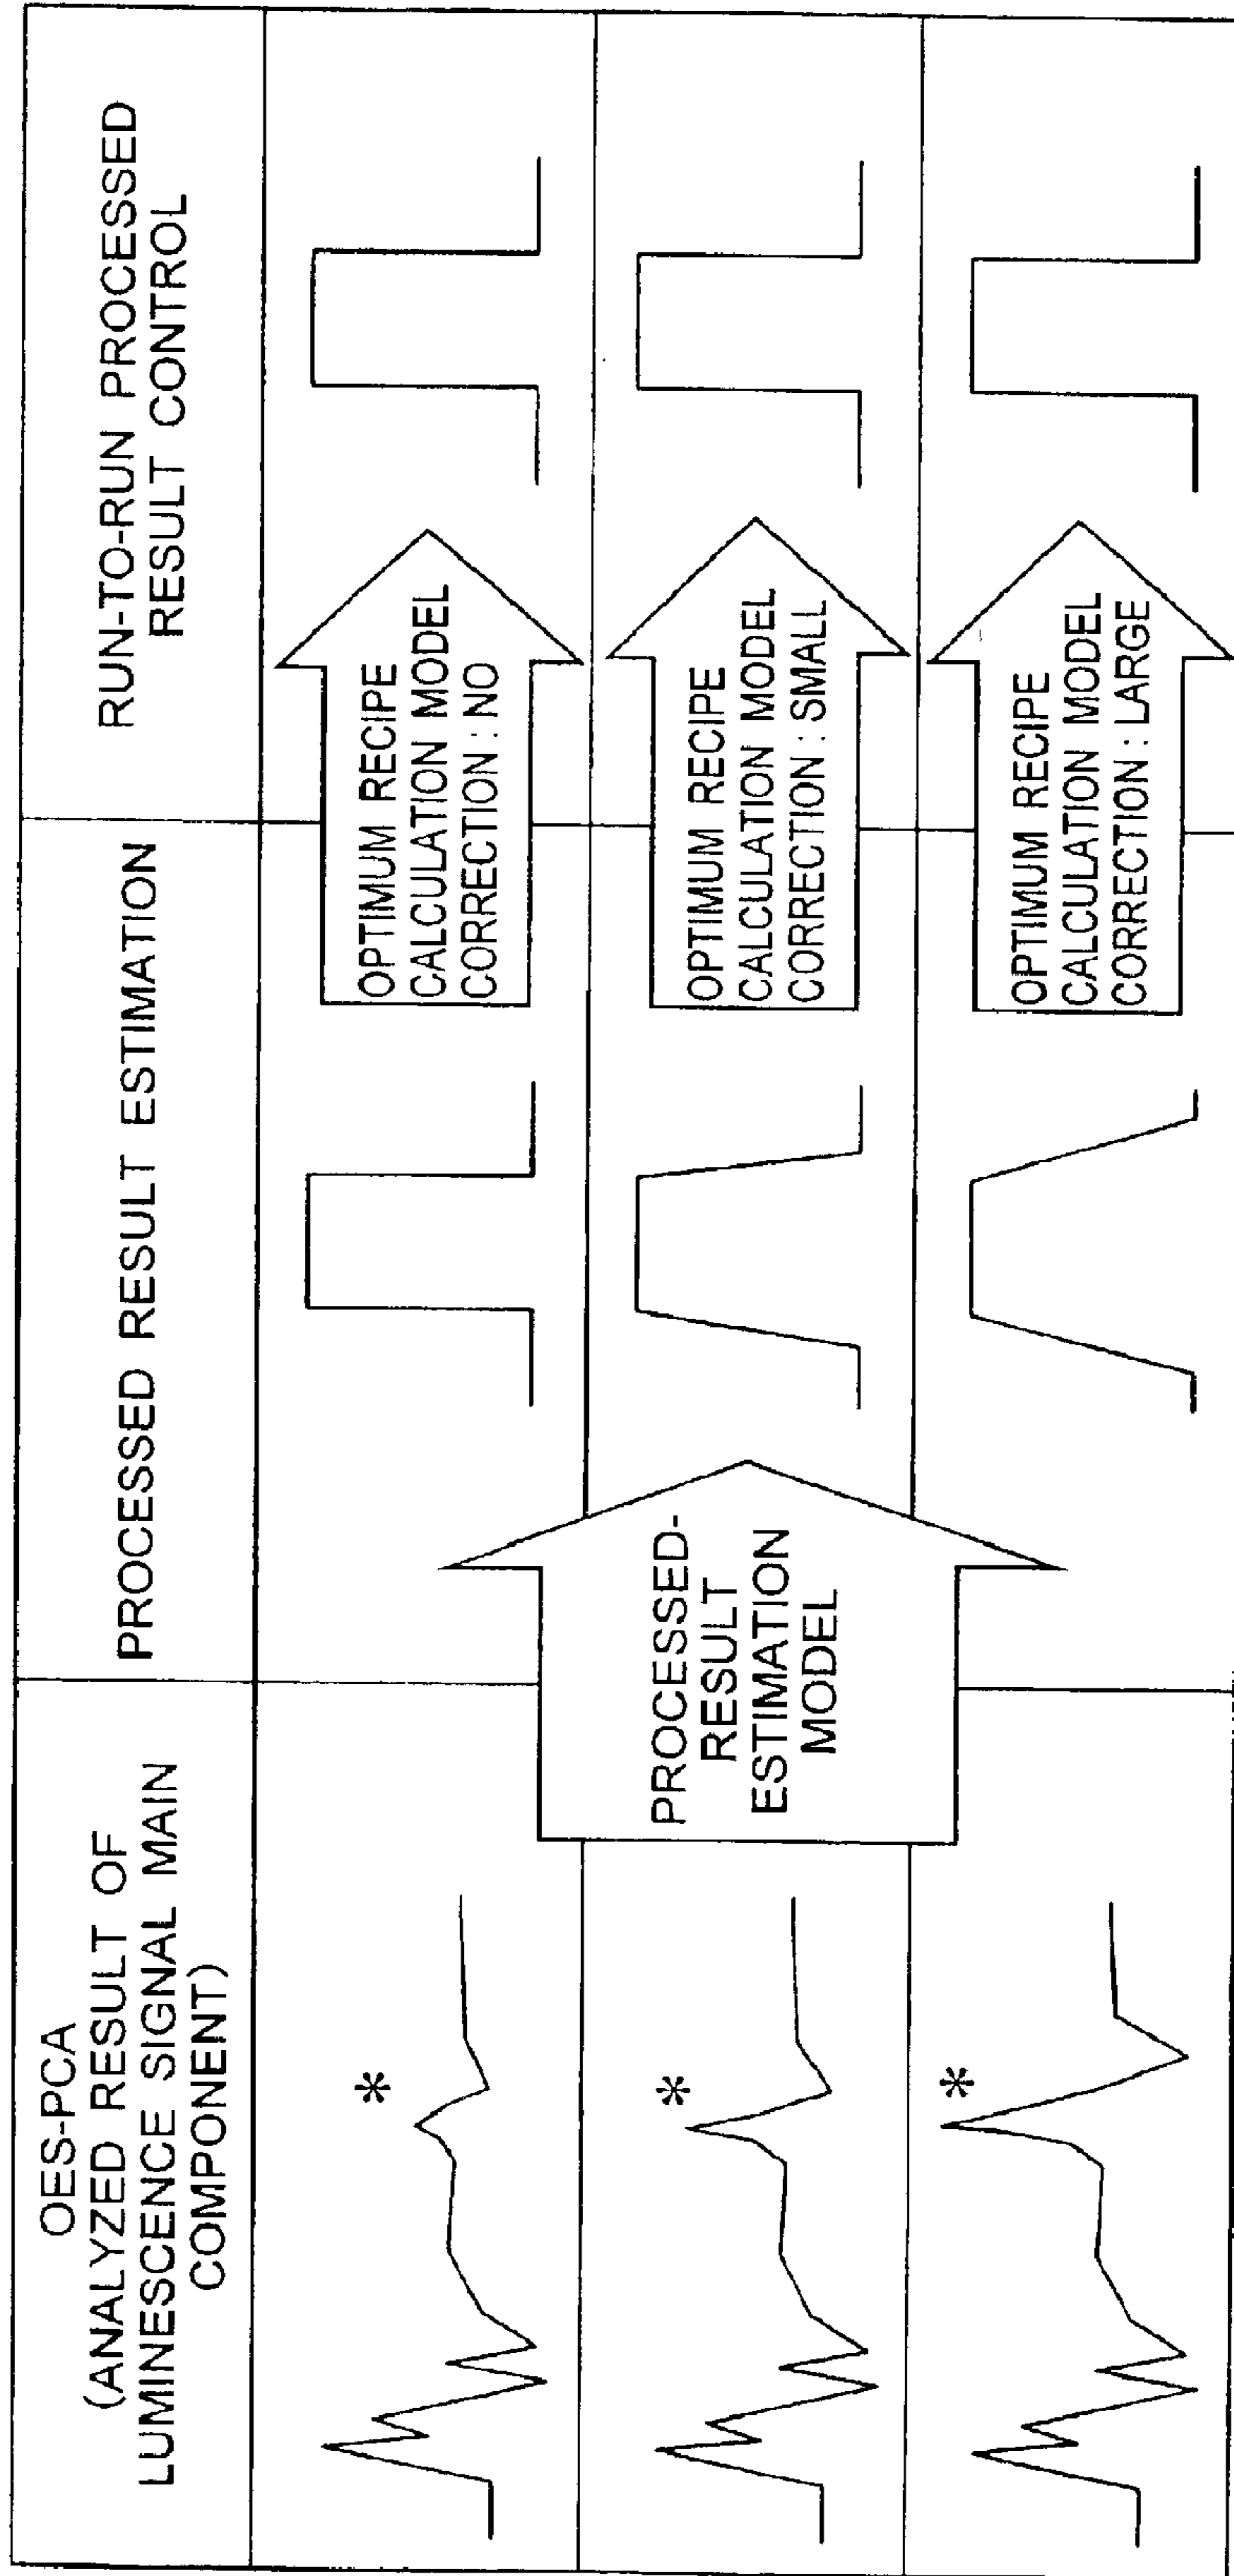 OES-PCA
(ANALYZED RESULT OF
LUMINESCENCE SIGNAL MAIN
COMPONENT)
PROCESSED RESULT ESTIMATION
RUN-TO-RUN PROCESSED
RESULT CONTROL
*
*
*
PROCESSED-
RESULT
ESTIMATION
MODEL
OPTIMUM RECIPE
CALCULATION MODEL
CORRECTION : NO
OPTIMUM RECIPE
CALCULATION MODEL
CORRECTION : SMALL
OPTIMUM RECIPE
CALCULATION MODEL
CORRECTION : LARGE